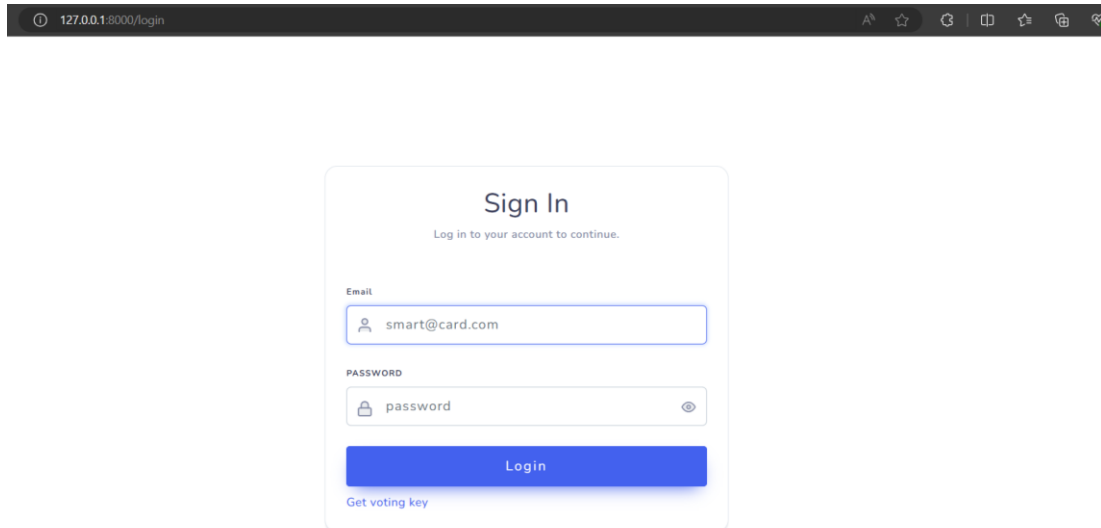 127.0.0.1:8000/login
Sign In
Log in to your account to continue.
Email
smart@card.com
PASSWORD
password
Login
Get voting key